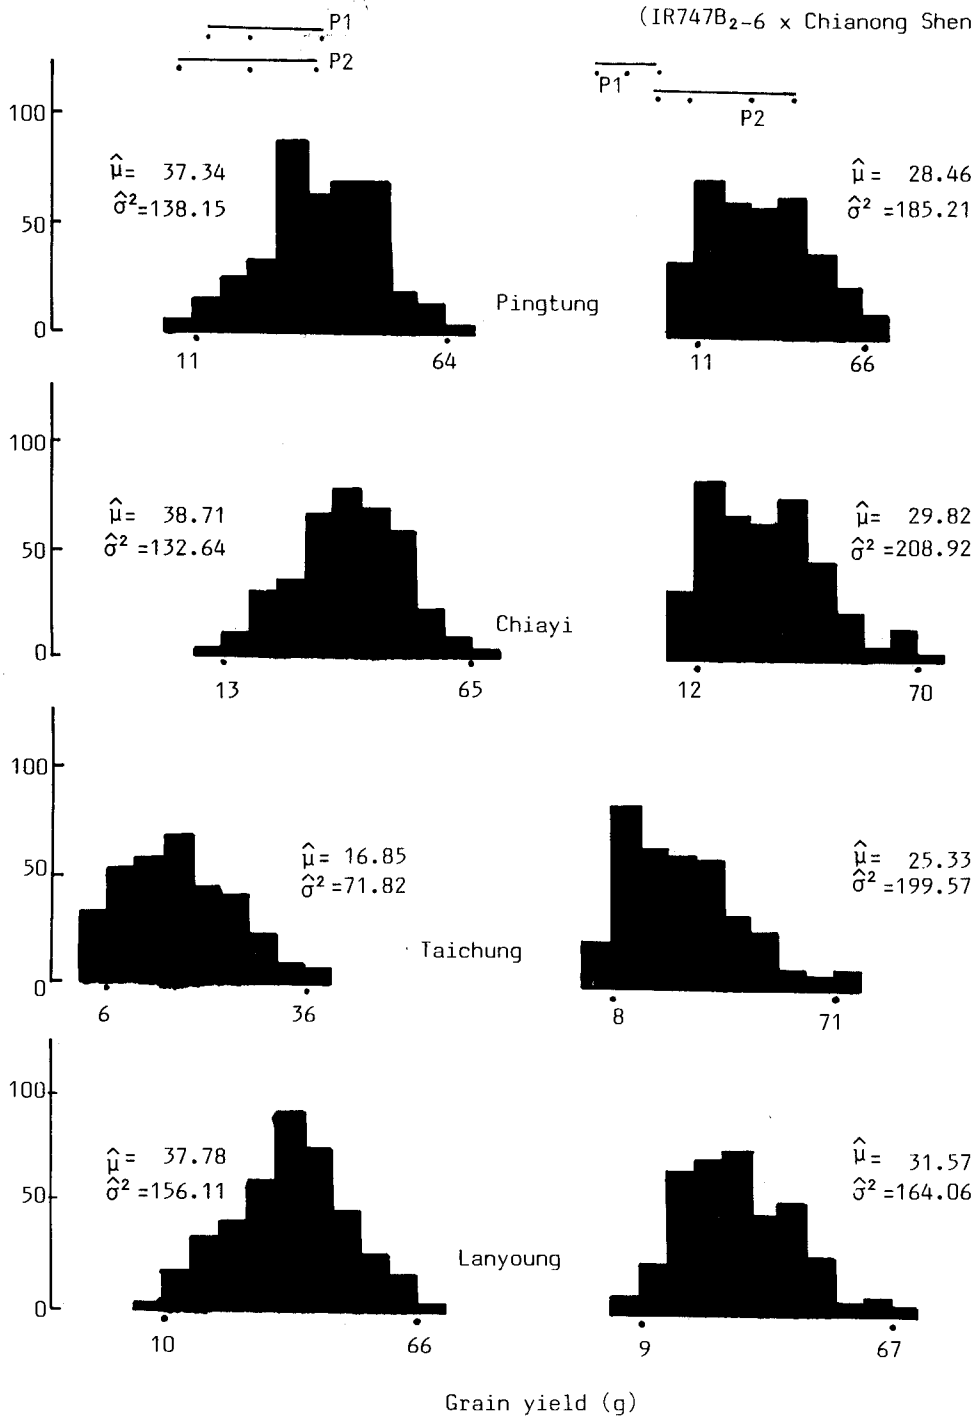 P1
P2
(IR747B₂₋₆ x Chianong Shen
P1
P2
100
50
0
μ̂= 37.34
σ̂²=138.15
μ̂= 28.46
σ̂²=185.21
Pingtung
11
64
11
66
100
50
0
μ̂= 38.71
σ̂²=132.64
μ̂= 29.82
σ̂²=208.92
Chiayi
13
65
12
70
100
50
0
μ̂= 16.85
σ̂²=71.82
μ̂= 25.33
σ̂²=199.57
Taichung
6
36
8
71
100
50
0
μ̂= 37.78
σ̂²=156.11
μ̂= 31.57
σ̂²=164.06
Lanyoung
10
66
9
67
Grain yield (g)